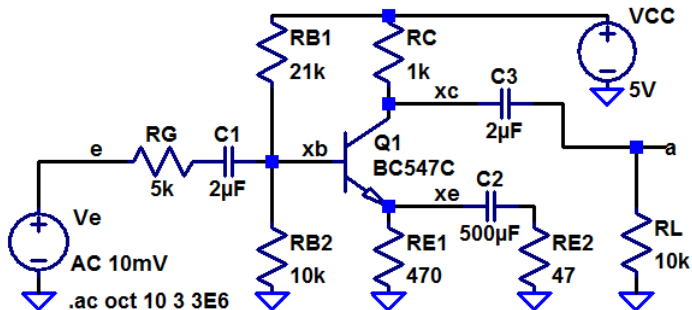 VCC
RB1
RC
21k
1k
C3
5V
xc
e
RG
C1
xb
Q1
2µF
a
BC547C
5k
2µF
C2
xe
Ve
RB2
RE1
500µF
RE2
RL
AC 10mV
10k
470
47
10k
.ac oct 10 3 3E6